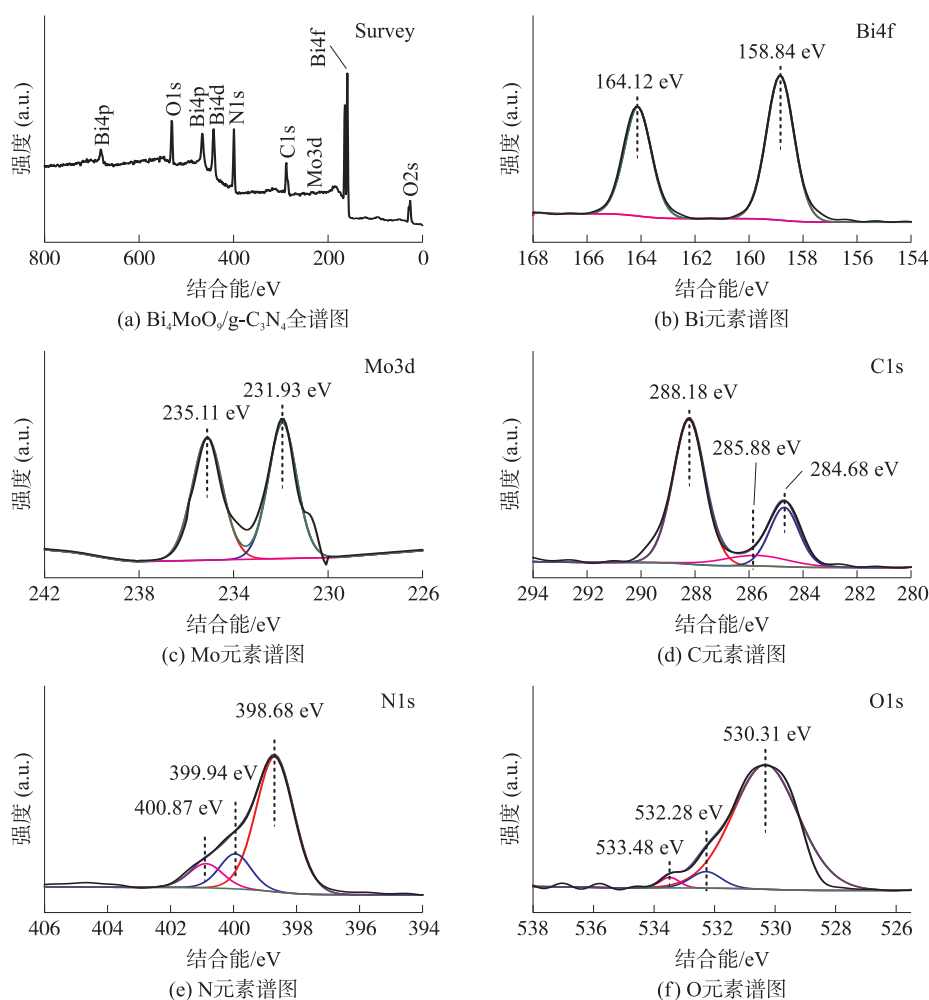 Survey
Bi4p
O1s
Bi4p
Bi4d
N1s
C1s
Mo3d
Bi4f
O2s
强度 (a.u.)
800 600 400 200 0
结合能/eV
(a) Bi₄MoO₉/g-C₃N₄全谱图
Bi4f
164.12 eV
158.84 eV
强度 (a.u.)
168 166 164 162 160 158 156 154
结合能/eV
(b) Bi元素谱图
Mo3d
235.11 eV
231.93 eV
强度 (a.u.)
242 238 235 230 226
结合能/eV
(c) Mo元素谱图
C1s
288.18 eV
285.88 eV
284.68 eV
强度 (a.u.)
294 292 290 288 286 284 282 280
结合能/eV
(d) C元素谱图
N1s
398.68 eV
399.94 eV
400.87 eV
强度 (a.u.)
406 404 402 400 398 396 394
结合能/eV
(e) N元素谱图
O1s
530.31 eV
532.28 eV
533.48 eV
强度 (a.u.)
538 536 534 532 530 528 526
结合能/eV
(f) O元素谱图